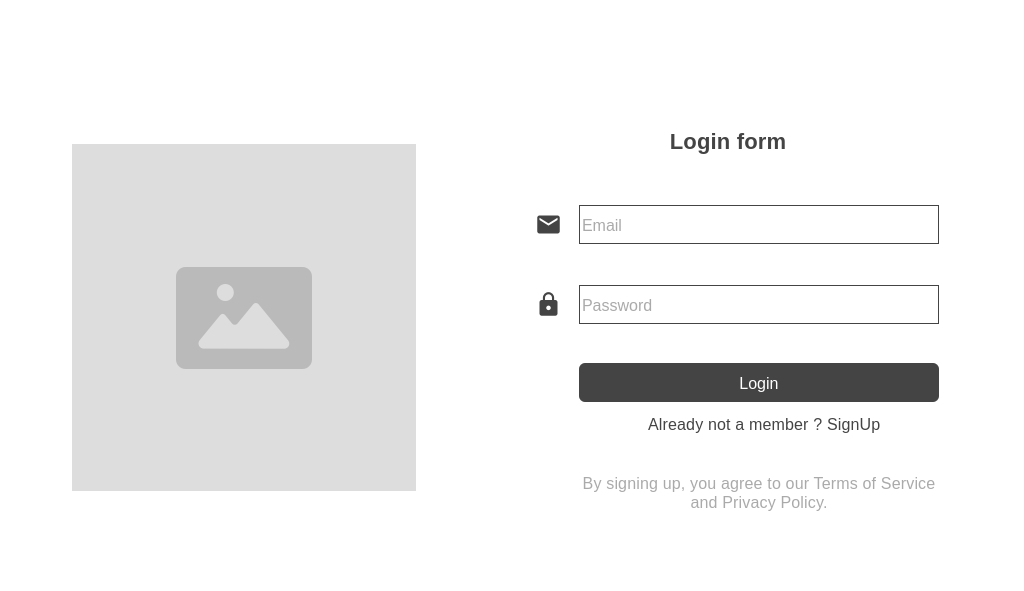 Login form
Email
Password
Login
Already not a member ? SignUp
By signing up, you agree to our Terms of Service
and Privacy Policy.